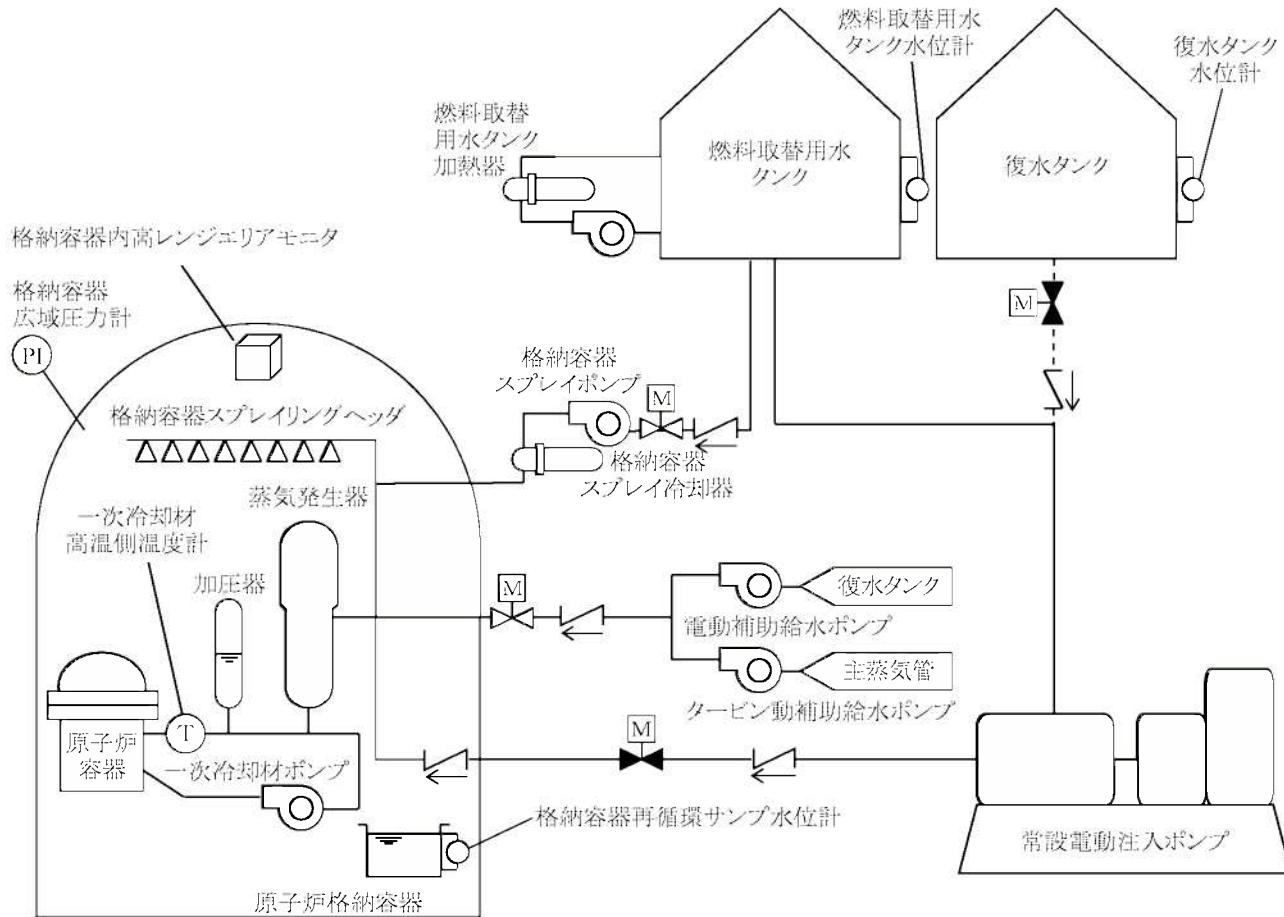 燃料取替用水
タンク水位計
復水タンク
水位計
燃料取替
用水タンク
加熱器
燃料取替用水
タンク
復水タンク
格納容器内高レンジエリアモニタ
格納容器
広域圧力計
PI
M
格納容器
スプレイポンプ
M
格納容器スプレイリングヘッダ
格納容器
スプレイ冷却器
蒸気発生器
一次冷却材
高温側温度計
加圧器
M
復水タンク
電動補助給水ポンプ
主蒸気管
タービン動補助給水ポンプ
M
T
原子炉
容器
一次冷却材ポンプ
格納容器再循環サンプ水位計
常設電動注入ポンプ
原子炉格納容器